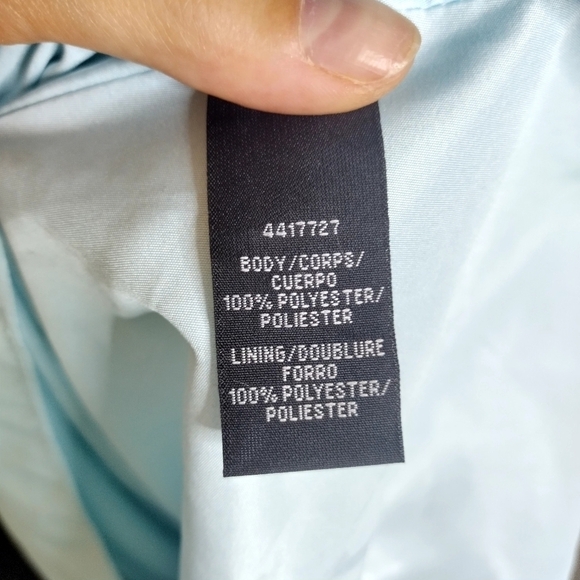 4417727
BODY/CORPS/
CUERPO
100% POLYESTER/
POLIESTER
LINING/DOUBLURE
FORRO
100% POLYESTER/
POLIESTER